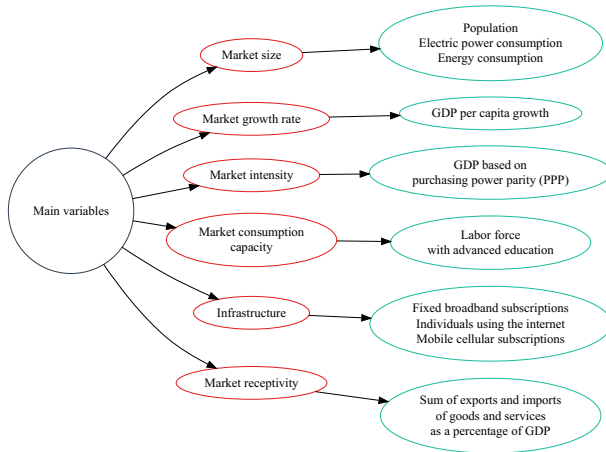 Main variables
Market size
Population
Electric power consumption
Energy consumption
Market growth rate
GDP per capita growth
Market intensity
GDP based on
purchasing power parity (PPP)
Market consumption
capacity
Labor force
with advanced education
Infrastructure
Fixed broadband subscriptions
Individuals using the internet
Mobile cellular subscriptions
Market receptivity
Sum of exports and imports
of goods and services
as a percentage of GDP